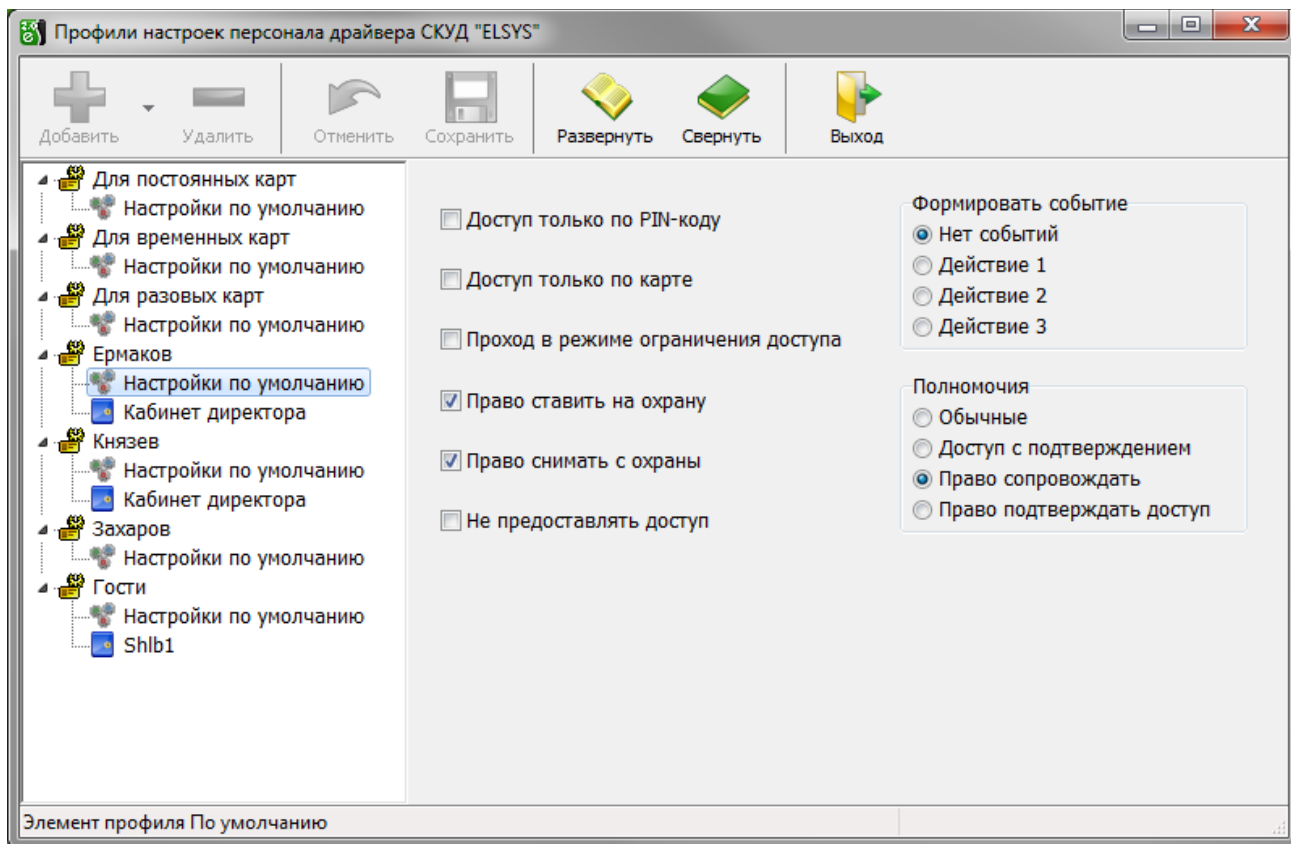 Профили настроек персонала драйвера СКУД "ELSYS"
Добавить Удалить Отменить Сохранить Развернуть Свернуть Выход
Для постоянных карт
Настройки по умолчанию
Для временных карт
Настройки по умолчанию
Для разовых карт
Настройки по умолчанию
Ермаков
Настройки по умолчанию
Кабинет директора
Князев
Настройки по умолчанию
Кабинет директора
Захаров
Настройки по умолчанию
Гости
Настройки по умолчанию
Shlb1
Доступ только по PIN-коду
Доступ только по карте
Проход в режиме ограничения доступа
Право ставить на охрану
Право снимать с охраны
Не предоставлять доступ
Формировать событие
Нет событий
Действие 1
Действие 2
Действие 3
Полномочия
Обычные
Доступ с подтверждением
Право сопровождать
Право подтверждать доступ
Элемент профиля По умолчанию